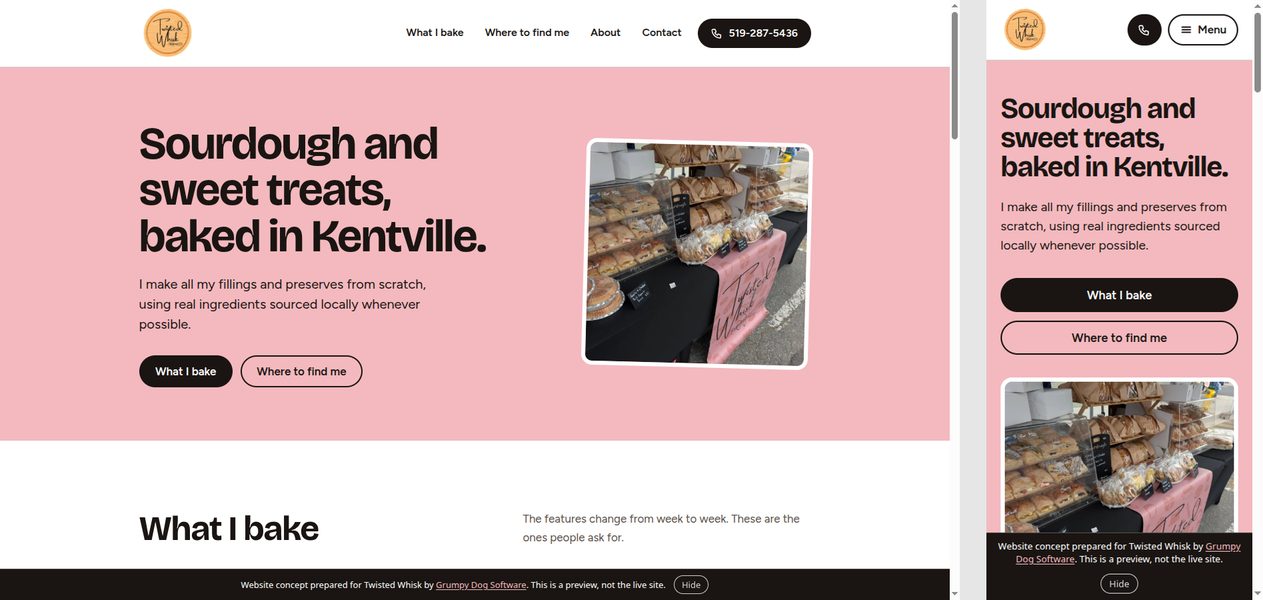 Twisted
Whisk
What I bake
Where to find me
About
Contact
519-287-5436
Sourdough and
sweet treats,
baked in Kentville.
I make all my fillings and preserves from scratch,
using real ingredients sourced locally whenever
possible.
What I bake
Where to find me
Twisted
Whisk
What I bake
The features change from week to week. These are the
ones people ask for.
Website concept prepared for Twisted Whisk by Grumpy Dog Software. This is a preview, not the live site.
Hide
Twisted
Whisk
Menu
Sourdough and
sweet treats,
baked in Kentville.
I make all my fillings and preserves from
scratch, using real ingredients sourced
locally whenever possible.
What I bake
Where to find me
Website concept prepared for Twisted Whisk by Grumpy
Dog Software. This is a preview, not the live site.
Hide